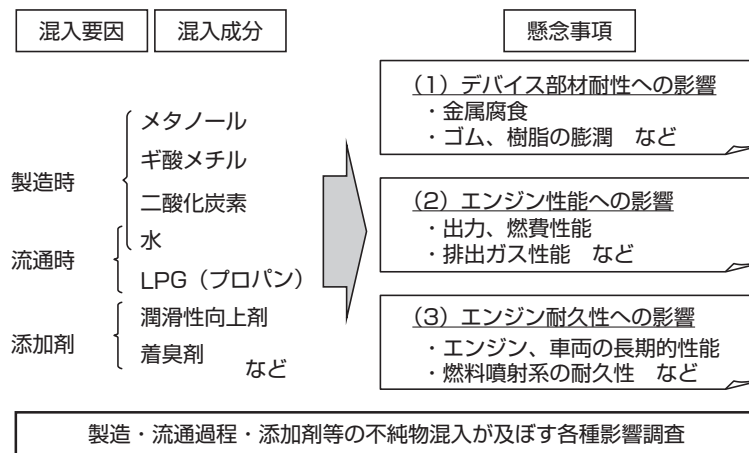 混入要因
混入成分
懸念事項
製造時
メタノール
ギ酸メチル
二酸化炭素
水
流通時
LPG（プロパン）
添加剤
潤滑性向上剤
着臭剤
など
（1）デバイス部材耐性への影響
・金属腐食
・ゴム、樹脂の膨潤　など
（2）エンジン性能への影響
・出力、燃費性能
・排出ガス性能　など
（3）エンジン耐久性への影響
・エンジン、車両の長期的性能
・燃料噴射系の耐久性　など
製造・流通過程・添加剤等の不純物混入が及ぼす各種影響調査